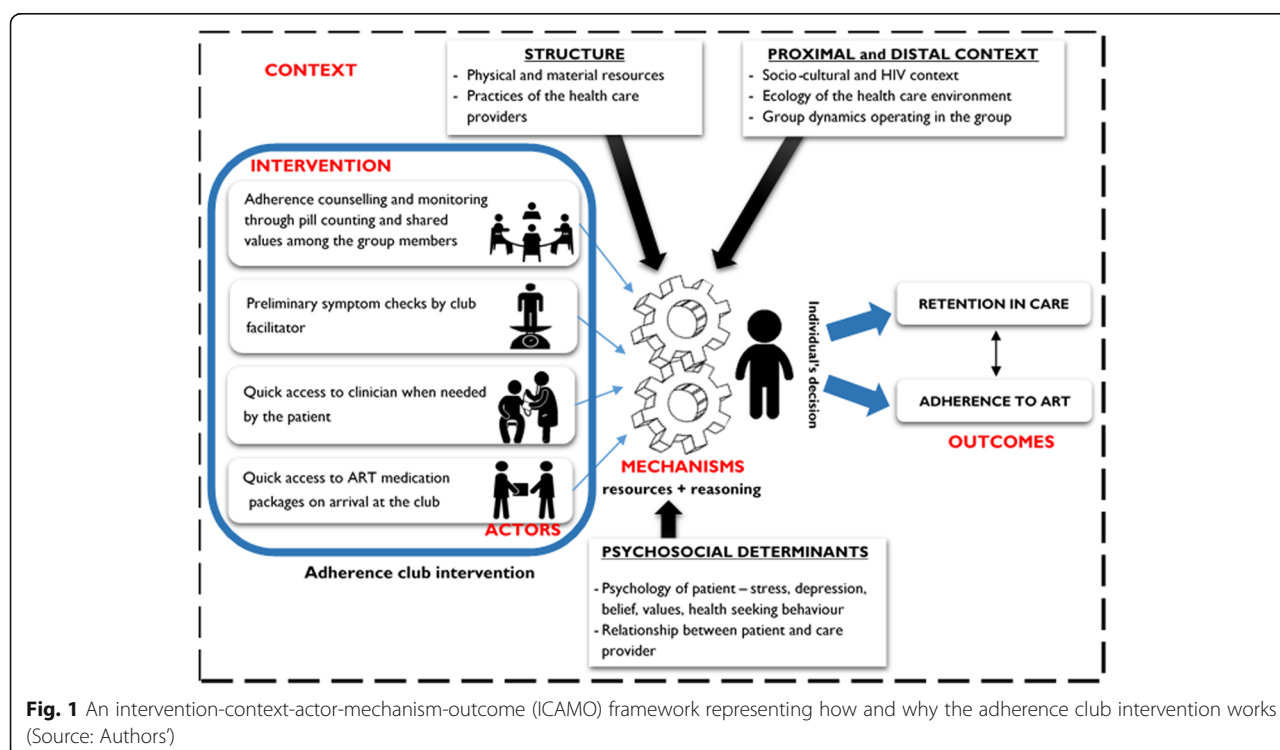 CONTEXT
STRUCTURE
- Physical and material resources
- Practices of the health care
providers
PROXIMAL and DISTAL CONTEXT
- Socio-cultural and HIV context
- Ecology of the health care environment
- Group dynamics operating in the group
INTERVENTION
Adherence counselling and monitoring
through pill counting and shared
values among the group members
Preliminary symptom checks by club
facilitator
Quick access to clinician when needed
by the patient
Quick access to ART medication
packages on arrival at the club
ACTORS
Adherence club intervention
MECHANISMS
resources + reasoning
Individual's decision
RETENTION IN CARE
ADHERENCE TO ART
OUTCOMES
PSYCHOSOCIAL DETERMINANTS
- Psychology of patient – stress, depression,
belief, values, health seeking behaviour
- Relationship between patient and care
provider
Fig. 1 An intervention-context-actor-mechanism-outcome (ICAMO) framework representing how and why the adherence club intervention works
(Source: Authors')